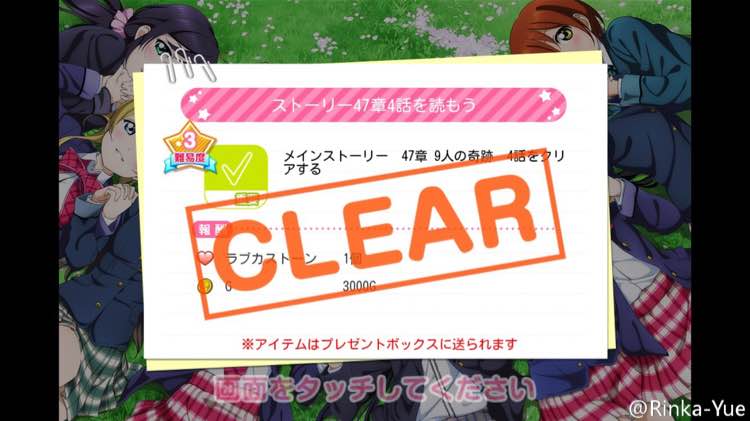 ストーリー47章4話を読もう
3
難易度
メインストーリー 47章 9人の奇跡 4話をクリ
アする
報酬
ラブカストーン 1個
G 3000G
CLEAR
※アイテムはプレゼントボックスに送られます
画面をタッチしてください
@Rinka-Yue